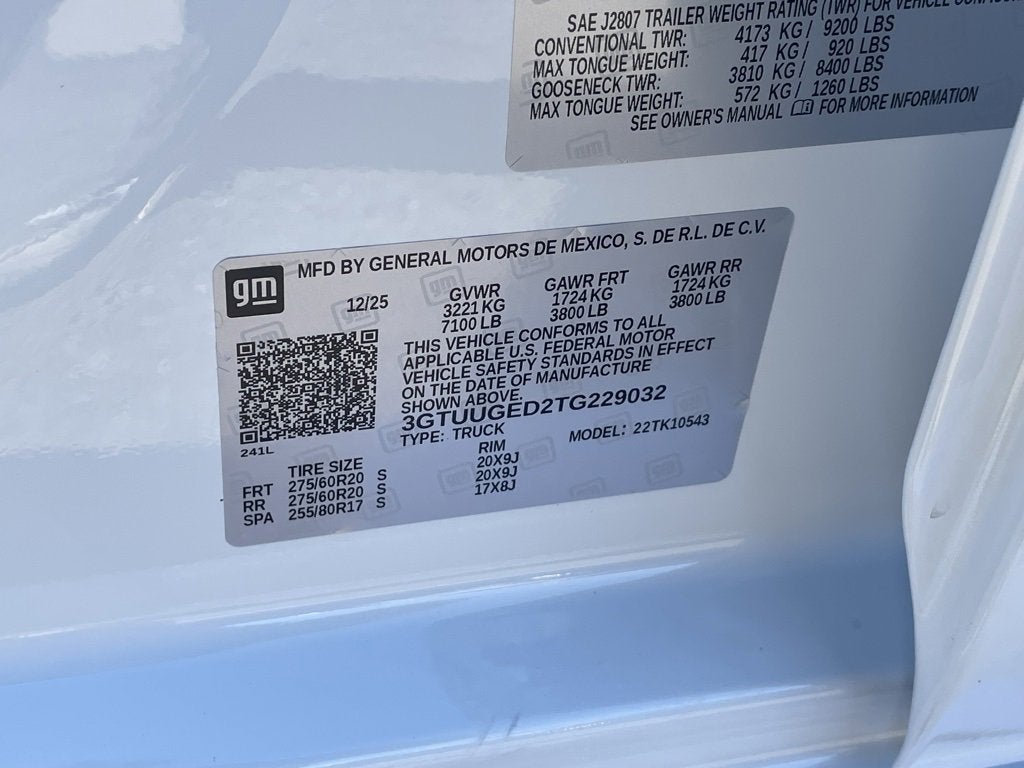 SAE J2807 TRAILER WEIGHT RATING (TWR) FOR VEHICLE
CONVENTIONAL TWR: 4173 KG/ 9200 LBS
MAX TONGUE WEIGHT: 417 KG/ 920 LBS
GOOSENECK TWR: 3810 KG/ 8400 LBS
MAX TONGUE WEIGHT: 572 KG/ 1260 LBS
SEE OWNER'S MANUAL FOR MORE INFORMATION
gm
gm
MFD BY GENERAL MOTORS DE MEXICO, S. DE R.L. DE C.V.
12/25 GVWR GAWR FRT GAWR RR
3221 KG 1724 KG 1724 KG
7100 LB 3800 LB 3800 LB
THIS VEHICLE CONFORMS TO ALL
APPLICABLE U.S. FEDERAL MOTOR
VEHICLE SAFETY STANDARDS IN EFFECT
ON THE DATE OF MANUFACTURE
SHOWN ABOVE.
3GTUUGED2TG229032
TYPE: TRUCK MODEL: 22TK10543
241L
TIRE SIZE RIM
FRT 275/60R20 S 20X9J
RR 275/60R20 S 20X9J
SPA 255/80R17 S 17X8J